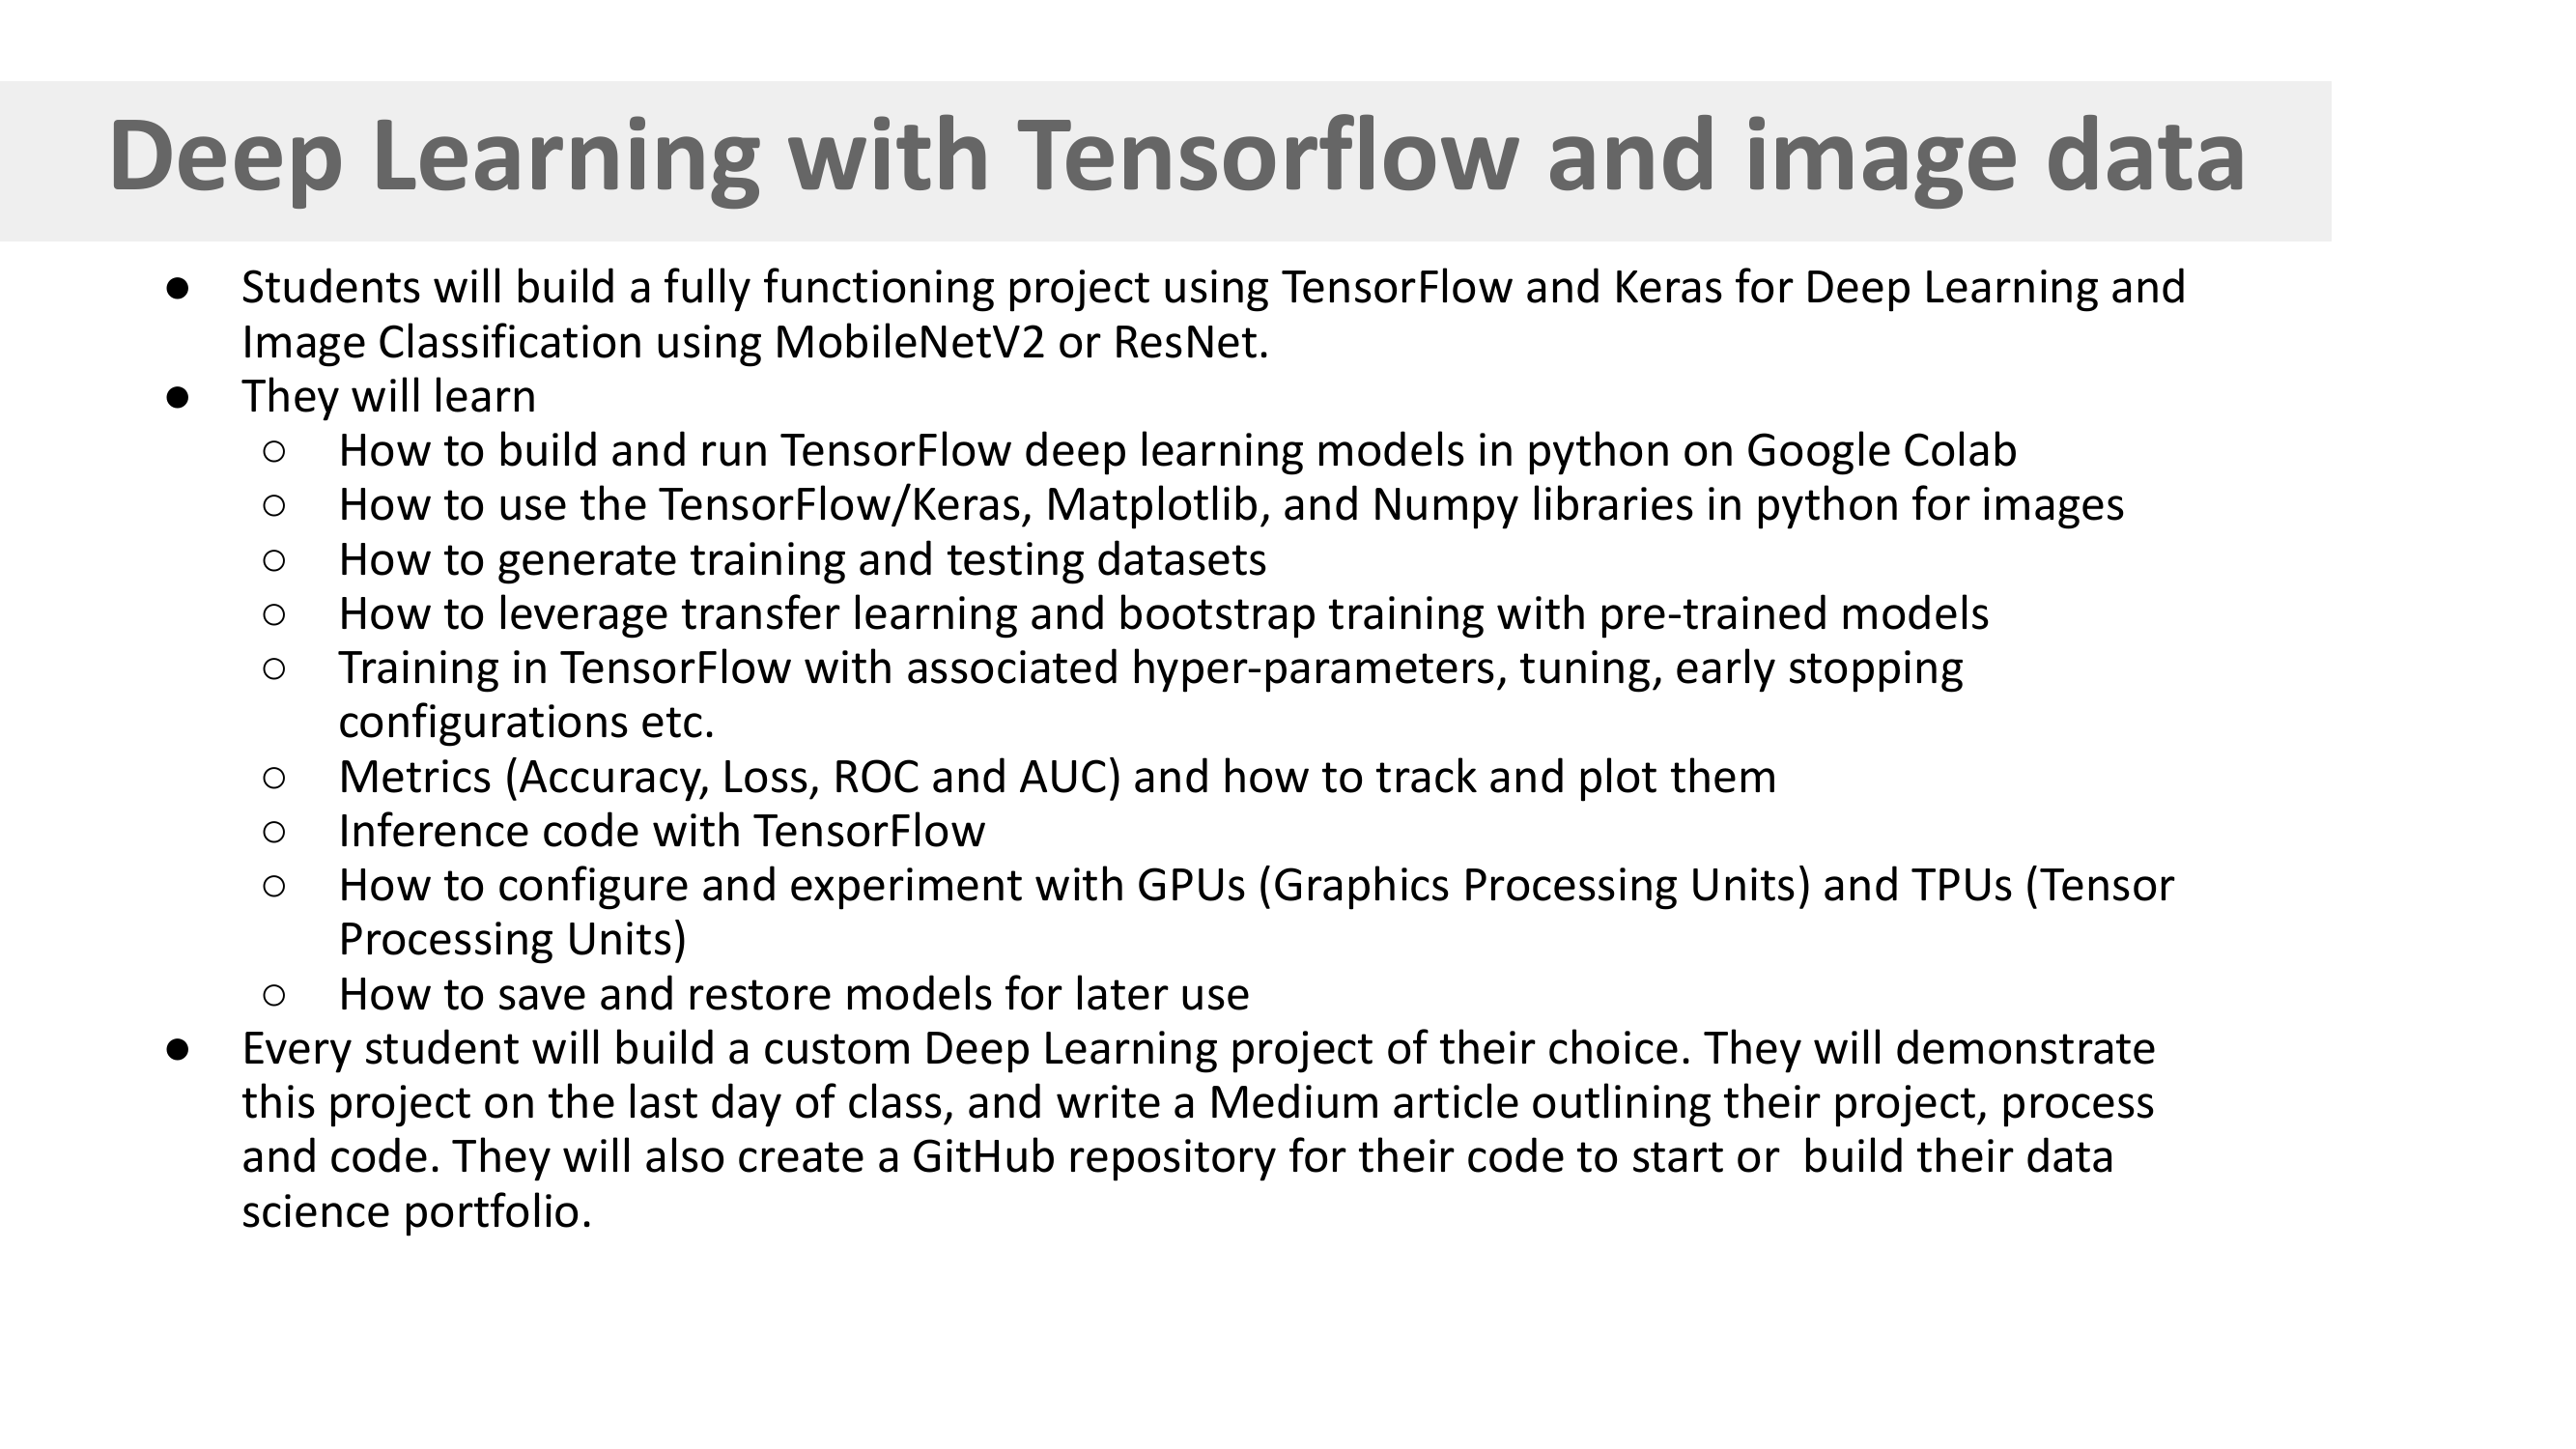 Deep Learning with Tensorflow and image data
● Students will build a fully functioning project using TensorFlow and Keras for Deep Learning and
Image Classification using MobileNetV2 or ResNet.
● They will learn
○ How to build and run TensorFlow deep learning models in python on Google Colab
○ How to use the TensorFlow/Keras, Matplotlib, and Numpy libraries in python for images
○ How to generate training and testing datasets
○ How to leverage transfer learning and bootstrap training with pre-trained models
○ Training in TensorFlow with associated hyper-parameters, tuning, early stopping
configurations etc.
○ Metrics (Accuracy, Loss, ROC and AUC) and how to track and plot them
○ Inference code with TensorFlow
○ How to configure and experiment with GPUs (Graphics Processing Units) and TPUs (Tensor
Processing Units)
○ How to save and restore models for later use
● Every student will build a custom Deep Learning project of their choice. They will demonstrate
this project on the last day of class, and write a Medium article outlining their project, process
and code. They will also create a GitHub repository for their code to start or  build their data
science portfolio.